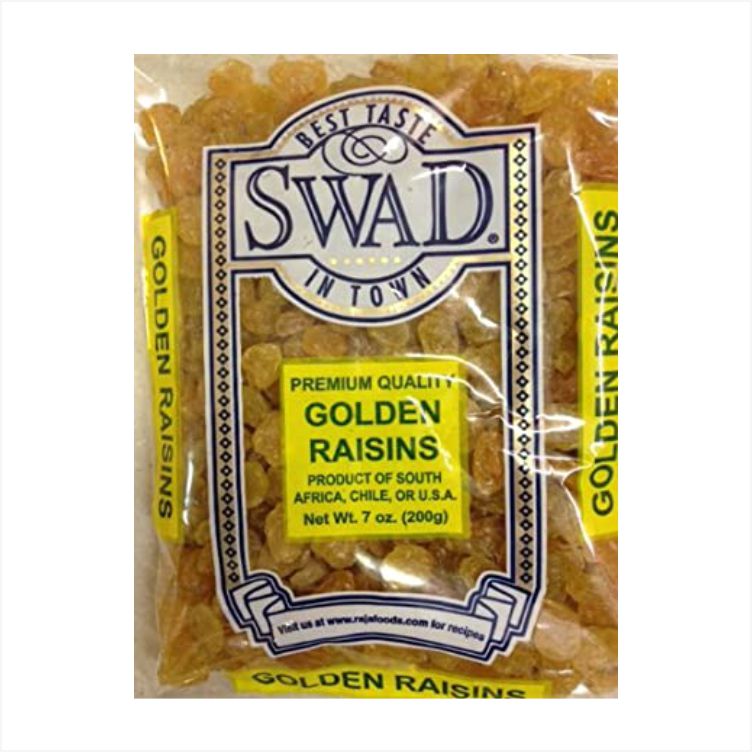 BEST TASTE
SWAD®
IN TOWN
GOLDEN RAISINS
GOLDEN RAISINS
PREMIUM QUALITY
GOLDEN
RAISINS
PRODUCT OF SOUTH
AFRICA, CHILE, OR U.S.A.
Net Wt. 7 oz. (200g)
Visit us at www.rajafoods.com for recipes
GOLDEN RAISINS